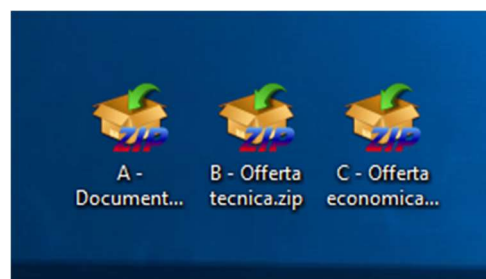 ZIP ZIP ZIP
A - B - Offerta C - Offerta
Document... tecnica.zip economica...